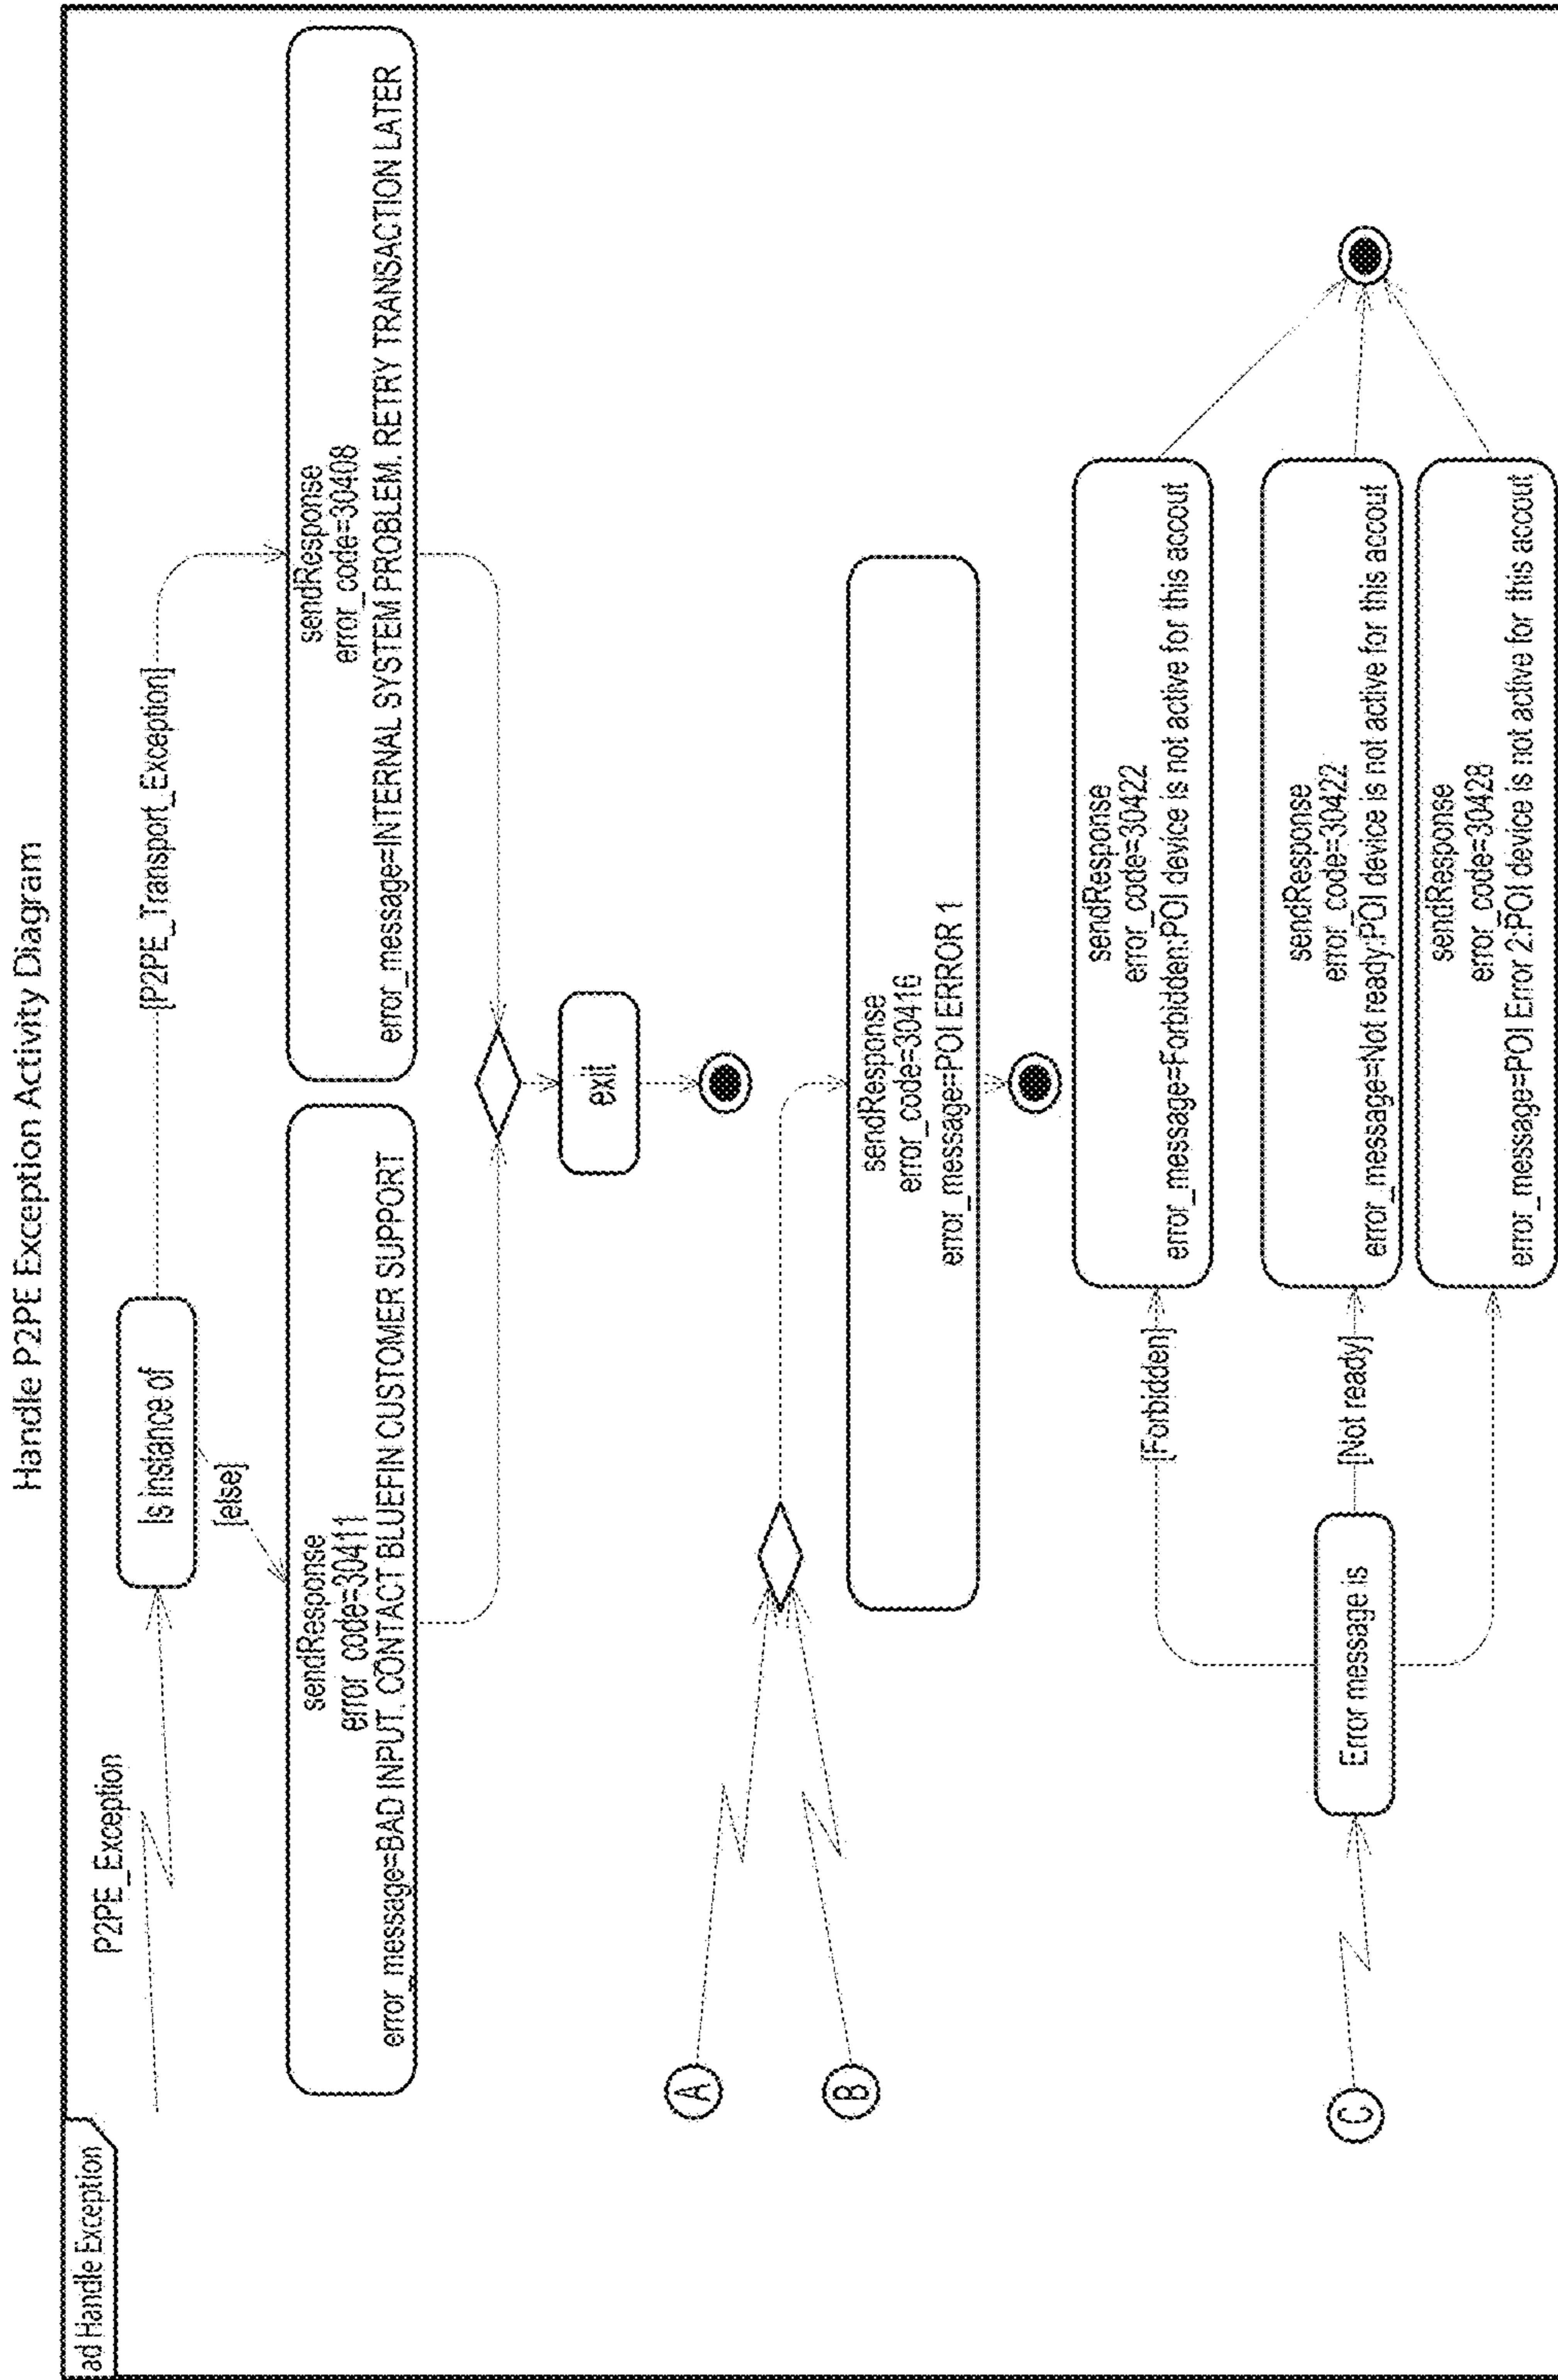 Handle P2PE Exception Activity Diagram
ad Handle Exception
P2PE_Exception
Is instance of
[P2PE_Transport_Exception]
[else]
sendResponse
error_code=30411
error_message=BAD INPUT. CONTACT BLUEFIN CUSTOMER SUPPORT
sendResponse
error_code=30408
error_message=INTERNAL SYSTEM PROBLEM. RETRY TRANSACTION LATER
exit
A
B
sendResponse
error_code=30416
error_message=POI ERROR 1
C
Error message is
[Forbidden]
sendResponse
error_code=30422
error_message=Forbidden:POI device is not active for this accout
[Not ready]
sendResponse
error_code=30422
error_message=Not ready:POI device is not active for this accout
sendResponse
error_code=30428
error_message=POI Error 2:POI device is not active for this accout